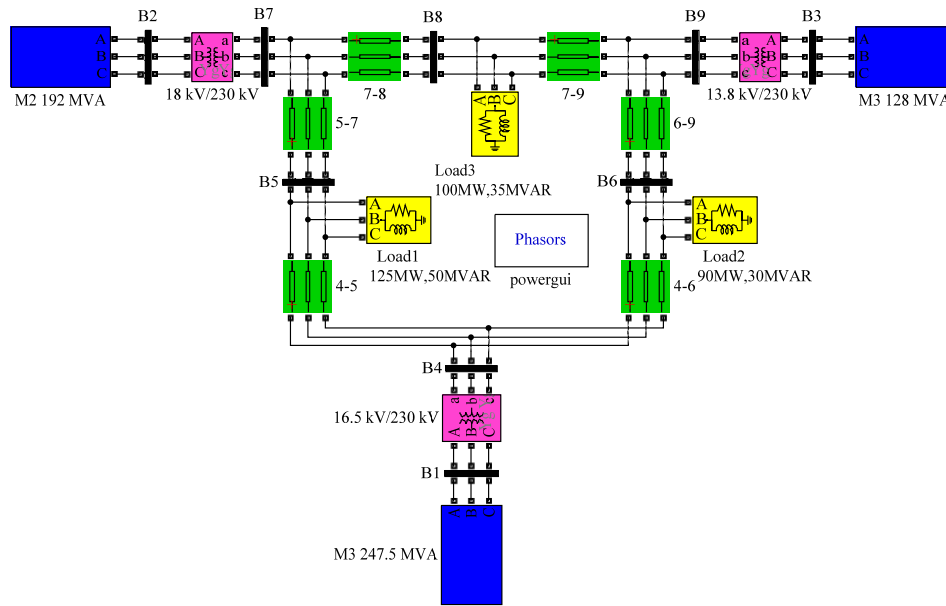 B2
B7
B8
B9
B3
A
B
C
A
B
C
a
b
c
a
b
c
A
B
C
A
B
C
M2 192 MVA
18 kV/230 kV
7-8
A
B
C
7-9
13.8 kV/230 kV
M3 128 MVA
5-7
6-9
Load3
100MW,35MVAR
B5
B6
A
B
C
A
B
C
Phasors
Load1
125MW,50MVAR
powergui
Load2
90MW,30MVAR
4-5
4-6
B4
a
b
c
16.5 kV/230 kV
A
B
C
B1
A
B
C
M3 247.5 MVA